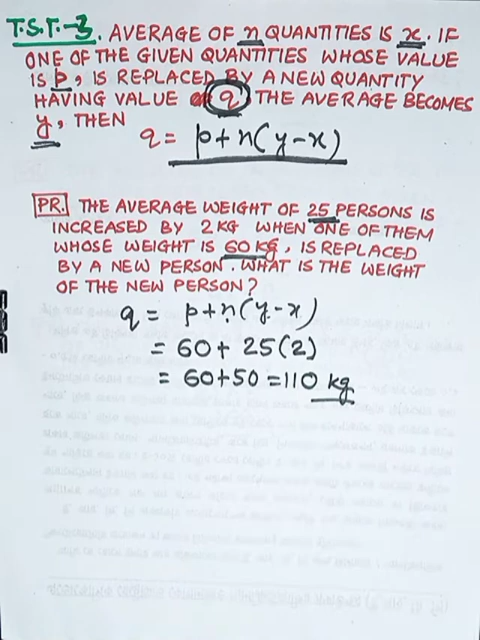 T.S.T.-3. AVERAGE OF n QUANTITIES IS x. IF
ONE OF THE GIVEN QUANTITIES WHOSE VALUE
IS p, IS REPLACED BY A NEW QUANTITY
HAVING VALUE q THE AVERAGE BECOMES
y, THEN
q = p+n(y-x)
PR. THE AVERAGE WEIGHT OF 25 PERSONS IS
INCREASED BY 2 KG WHEN ONE OF THEM
WHOSE WEIGHT IS 60 KG, IS REPLACED
BY A NEW PERSON. WHAT IS THE WEIGHT
OF THE NEW PERSON?
q = p+n(y-x)
= 60+ 25(2)
= 60+50 = 110 kg